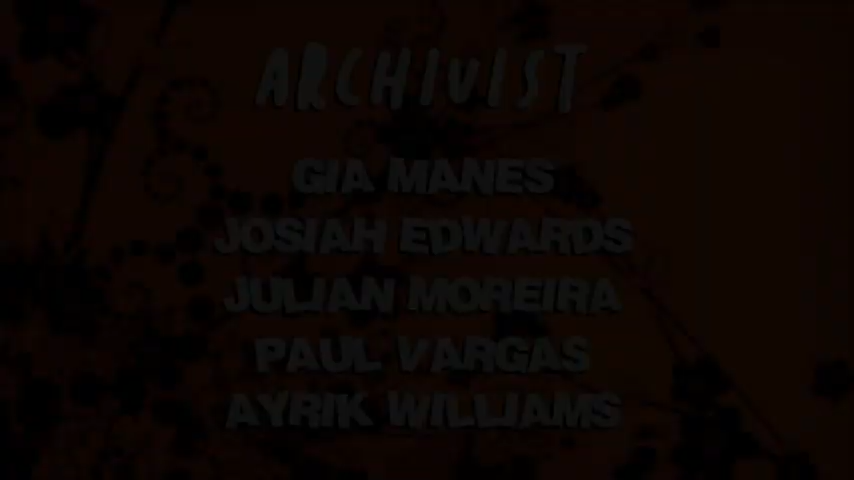 ARCHIVIST
GIA MANES
JOSIAH EDWARDS
JULIAN MOREIRA
PAUL VARGAS
AYRIK WILLIAMS